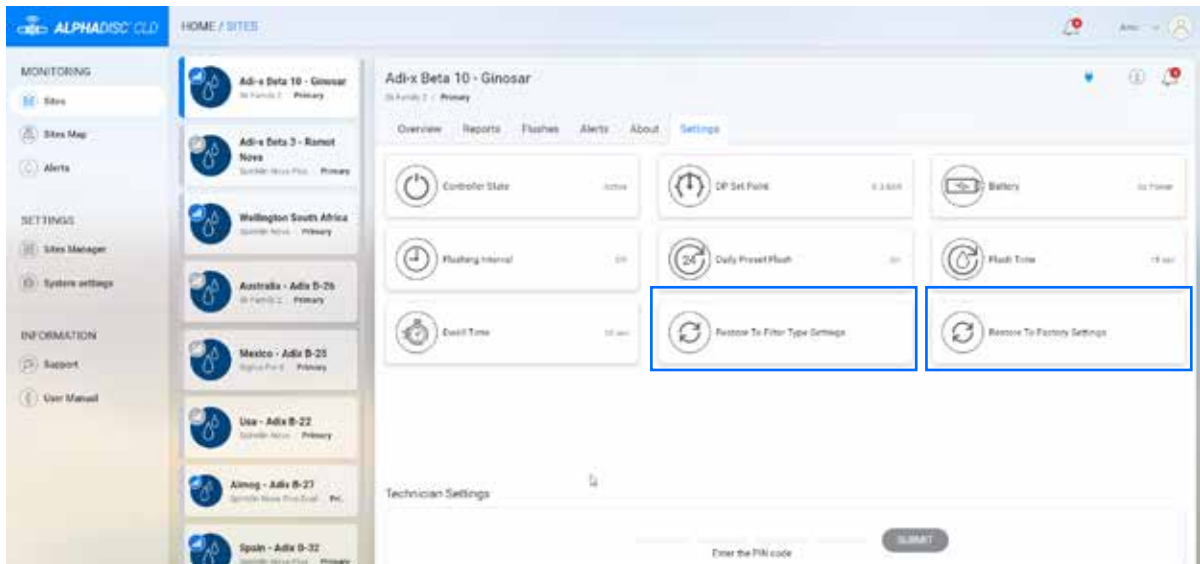 ALPHADISC CLD
HOME / SITES
MONITORING
Sites
Sites Map
Alerts
SETTINGS
Sites Manager
System settings
INFORMATION
Support
User Manual
Adi-x Beta 10 - Ginosar
Primary
Adi-x Beta 3 - Ramot
Nova
Primary
Wellington South Africa
Primary
Australia - Adix B-26
Primary
Mexico - Adix B-25
Primary
Usa - Adix B-22
Primary
Almog - Adix B-27
Spain - Adix B-32
Primary
Adi-x Beta 10 - Ginosar
Primary
Overview Reports Flushes Alerts About Settings
Controller State Active
DP Set Point
Battery
Flushing Interval
24 Daily Preset Flush
Flush Time
Dwell Time
Restore To Filter Type Settings
Restore To Factory Settings
Technician Settings
Enter the PIN code
SUBMIT